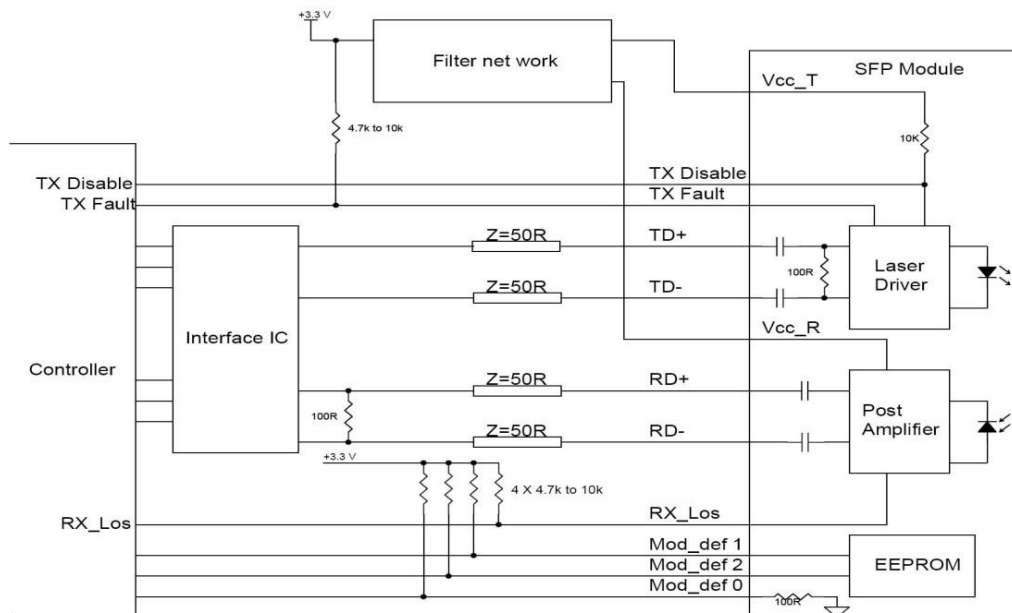 +3.3 V
Filter net work
SFP Module
Vcc_T
4.7k to 10k
10K
TX Disable
TX Disable
TX Fault
TX Fault
Z=50R
TD+
100R
Laser
Driver
Z=50R
TD-
Interface IC
Vcc_R
Controller
Z=50R
RD+
100R
Post
Amplifier
Z=50R
RD-
+3.3 V
4 X 4.7k to 10k
RX_Los
RX_Los
Mod_def 1
EEPROM
Mod_def 2
Mod_def 0
100R